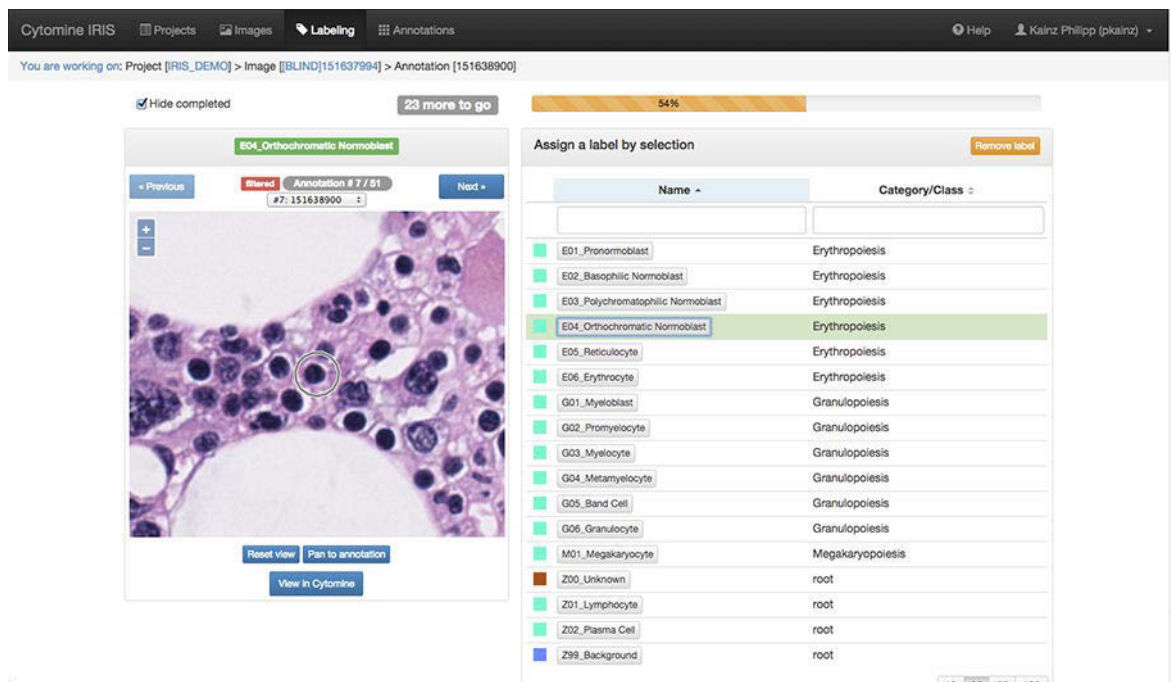 Cytomine IRIS Projects Images Labeling Annotations Help Kainz Philipp (pkainz)
You are working on: Project [IRIS_DEMO] > Image [[BLIND]151637994] > Annotation [151638900]
Hide completed 23 more to go 54%
E04_Orthochromatic Normoblast
« Previous filtered Annotation # 7 / 51 Next »
#7: 151638900
+
-
Reset view Pan to annotation
View in Cytomine
Assign a label by selection Remove label
Name Category/Class
E01_Pronormoblast Erythropoiesis
E02_Basophilic Normoblast Erythropoiesis
E03_Polychromatophilic Normoblast Erythropoiesis
E04_Orthochromatic Normoblast Erythropoiesis
E05_Reticulocyte Erythropoiesis
E06_Erythrocyte Erythropoiesis
G01_Myeloblast Granulopoiesis
G02_Promyelocyte Granulopoiesis
G03_Myelocyte Granulopoiesis
G04_Metamyelocyte Granulopoiesis
G05_Band Cell Granulopoiesis
G06_Granulocyte Granulopoiesis
M01_Megakaryocyte Megakaryopoiesis
Z00_Unknown root
Z01_Lymphocyte root
Z02_Plasma Cell root
Z99_Background root